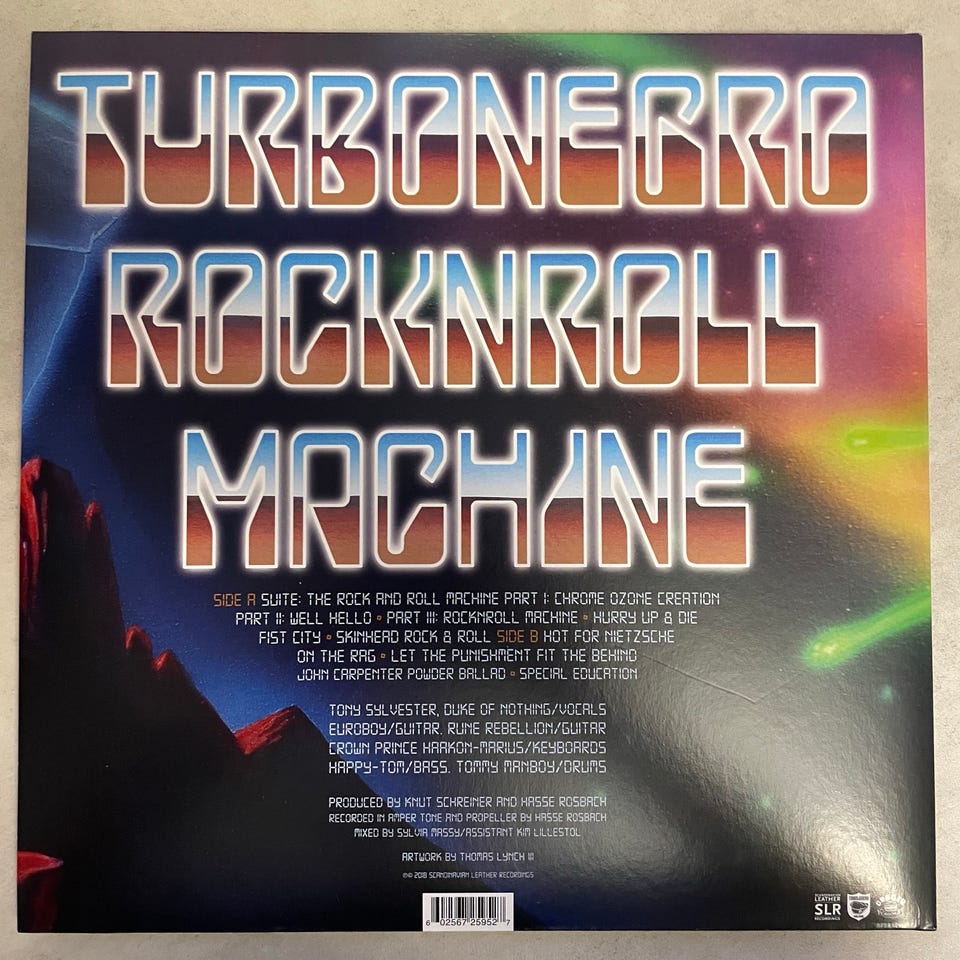 TURBONEGRO
ROCKNROLL
MACHINE
SIDE A SUITE: THE ROCK AND ROLL MACHINE PART I: CHROME OZONE CREATION
PART II: WELL HELLO • PART III: ROCKNROLL MACHINE • HURRY UP & DIE
FIST CITY • SKINHEAD ROCK & ROLL SIDE B HOT FOR NIETZSCHE
ON THE RAG • LET THE PUNISHMENT FIT THE BEHIND
JOHN CARPENTER POWDER BALLAD • SPECIAL EDUCATION
TONY SYLVESTER, DUKE OF NOTHING/VOCALS
EUROBOY/GUITAR. RUNE REBELLION/GUITAR
CROWN PRINCE HAAKON-MARIUS/KEYBOARDS
HAPPY-TOM/BASS. TOMMY MANBOY/DRUMS
PRODUCED BY KNUT SCHREINER AND HASSE ROSBACH
RECORDED IN AMPER TONE AND PROPELLER BY HASSE ROSBACH
MIXED BY SYLVIA MASSY/ASSISTANT KIM LILLESTOL
ARTWORK BY THOMAS LYNCH III
℗© 2018 SCANDINAVIAN LEATHER RECORDINGS
6 02567 25952 7
SCANDINAVIAN
LEATHER
SLR
RECORDINGS